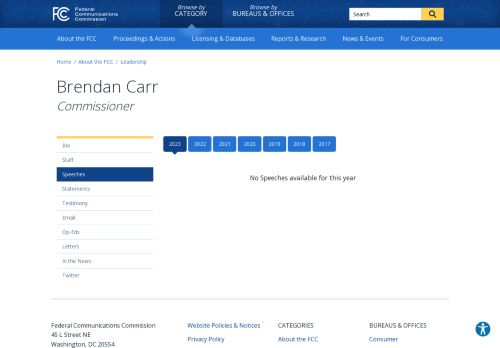 Browse by
CATEGORY
Browse by
BUREAUS & OFFICES
FCC
Federal
Communications
Commission
Search
About the FCC
Proceedings & Actions
Licensing & Databases
Reports & Research
News & Events
For Consumers
Home / About the FCC / Leadership
Brendan Carr
Commissioner
Bio
Staff
Speeches
Statements
Testimony
Email
Op-Eds
Letters
In the News
Twitter
2023
2022
2021
2020
2019
2018
2017
No Speeches available for this year
Federal Communications Commission
45 L Street NE
Washington, DC 20554
Website Policies & Notices
Privacy Policy
CATEGORIES
About the FCC
BUREAUS & OFFICES
Consumer